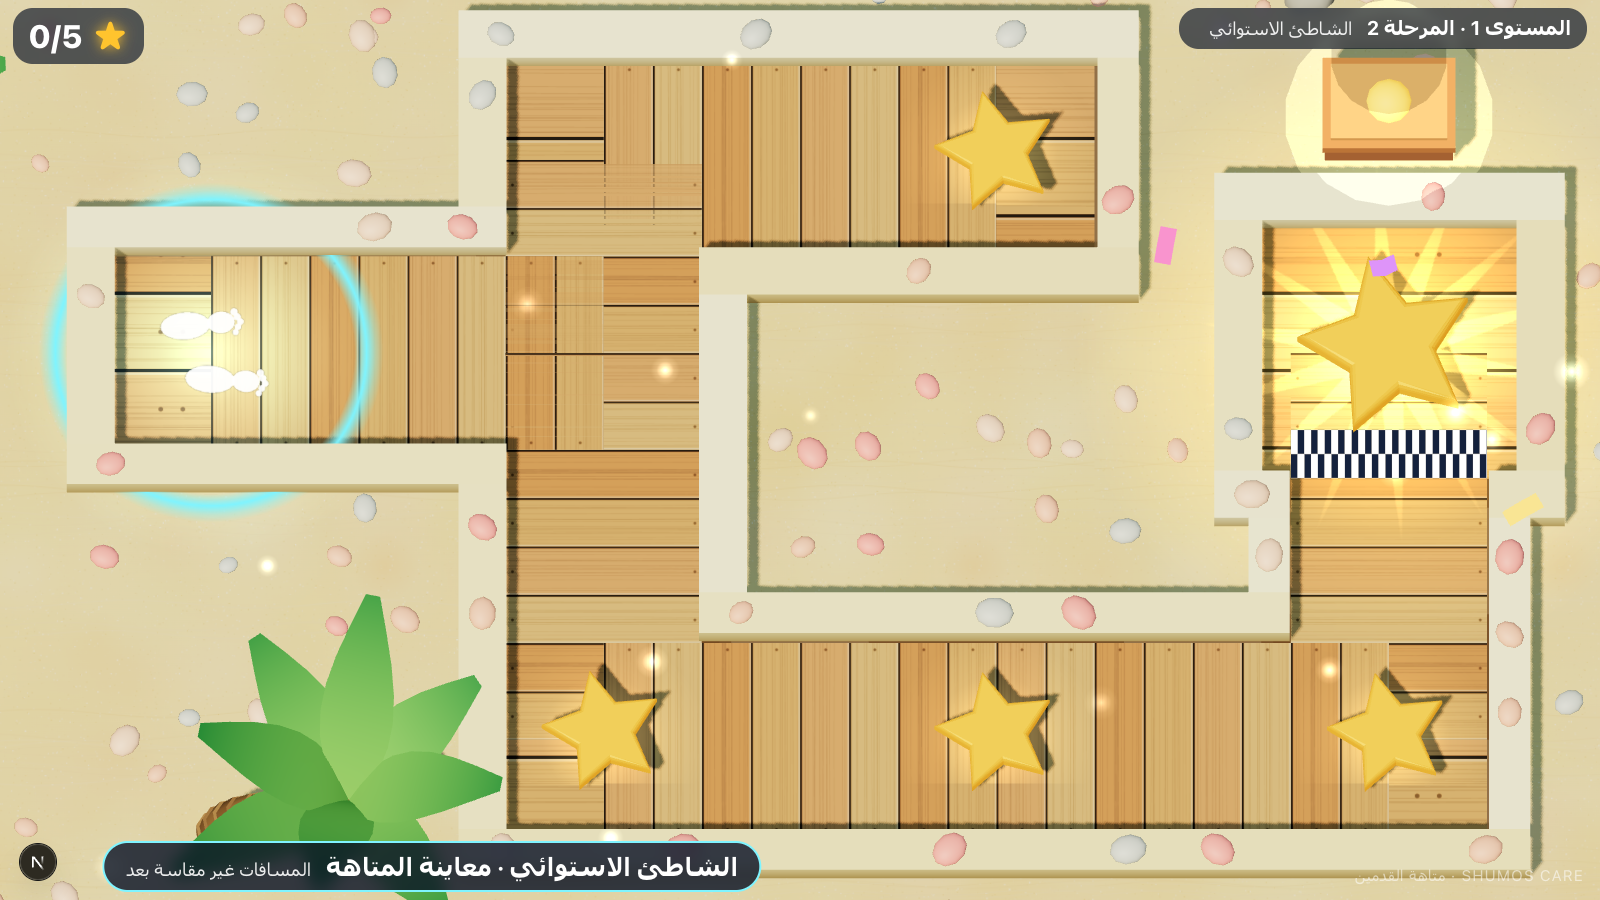 0/5
المستوى 1 · المرحلة 2 الشاطئ الاستوائي
الشاطئ الاستوائي · معاينة المتاهة المسافات غير مقاسة بعد
N
متاهة القدمين · SHUMOS CARE